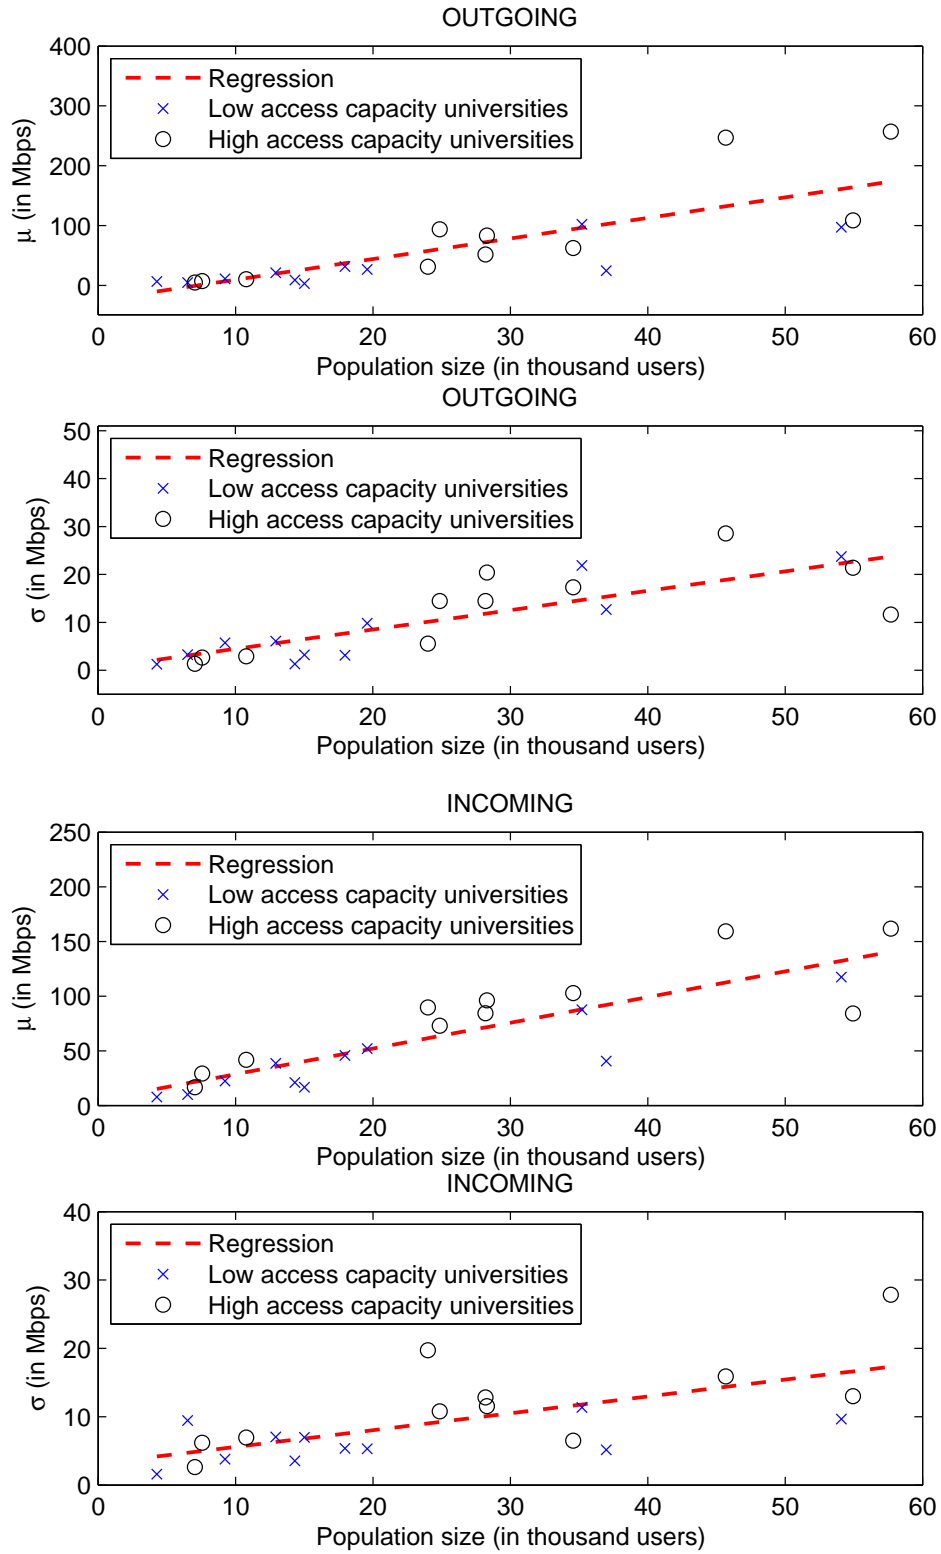 OUTGOING
400
300
200
100
0
μ (in Mbps)
Regression
Low access capacity universities
High access capacity universities
0 10 20 30 40 50 60
Population size (in thousand users)
OUTGOING
50
40
30
20
10
0
σ (in Mbps)
Regression
Low access capacity universities
High access capacity universities
0 10 20 30 40 50 60
Population size (in thousand users)
INCOMING
250
200
150
100
50
0
μ (in Mbps)
Regression
Low access capacity universities
High access capacity universities
0 10 20 30 40 50 60
Population size (in thousand users)
INCOMING
40
30
20
10
0
σ (in Mbps)
Regression
Low access capacity universities
High access capacity universities
0 10 20 30 40 50 60
Population size (in thousand users)